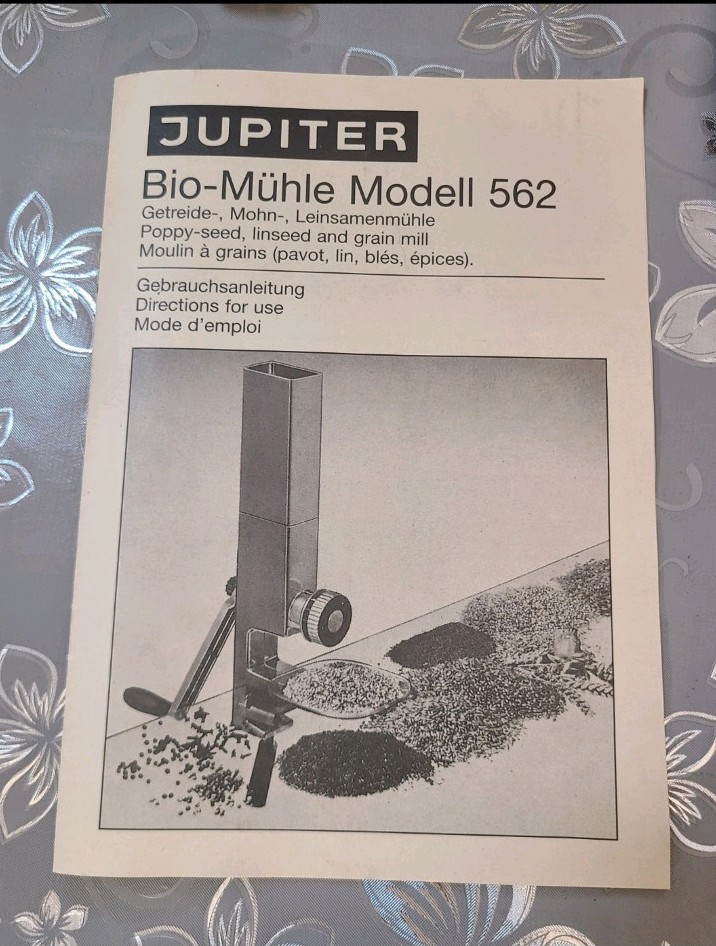 JUPITER
Bio-Mühle Modell 562
Getreide-, Mohn-, Leinsamenmühle
Poppy-seed, linseed and grain mill
Moulin à grains (pavot, lin, blés, épices).
Gebrauchsanleitung
Directions for use
Mode d'emploi